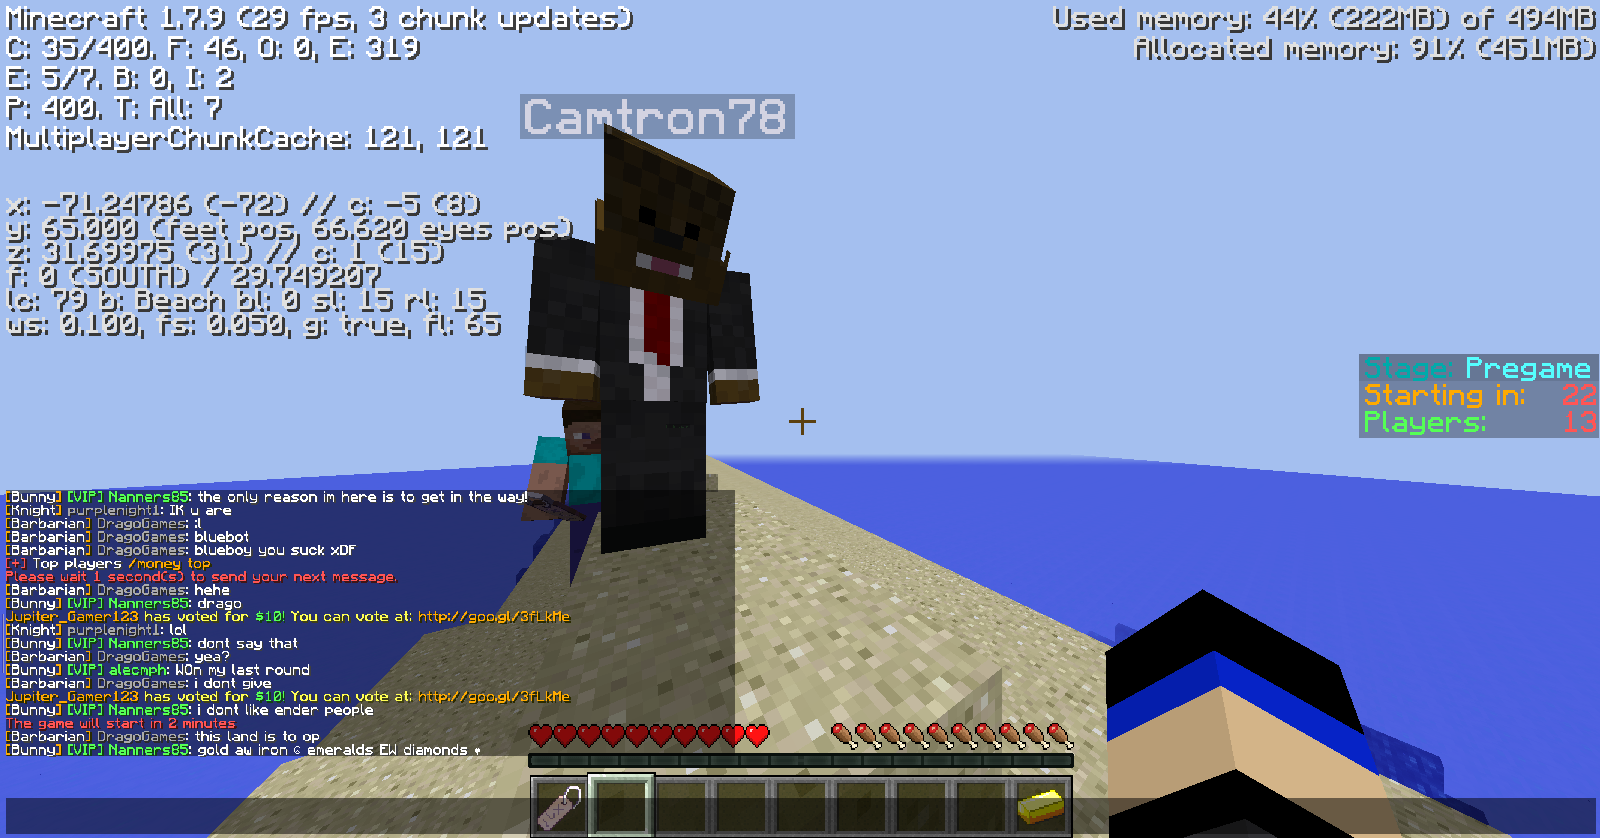 Minecraft 1.7.9 (29 fps, 3 chunk updates)
C: 35/400. F: 46, O: 0, E: 319
E: 5/7. B: 0, I: 2
P: 400. T: All: 7
MultiplayerChunkCache: 121, 121
Used memory: 44% (222MB) of 494MB
Allocated memory: 91% (451MB)
Camtron78
x: -71.24786 (-72) // c: -5 (8)
y: 65.000 (feet pos, 66.620 eyes pos)
z: 31.69975 (31) // c: 1 (15)
f: 0 (SOUTH) / 29.749207
lc: 79 b: Beach bl: 0 sl: 15 rl: 15
ws: 0.100, fs: 0.050, g: true, fl: 65
Stage: Pregame
Starting in: 22
Players: 13
[Bunny] [VIP] Nanners85: the only reason im here is to get in the way!
[Knight] purplenight1: IK u are
[Barbarian] DragoGames: :l
[Barbarian] DragoGames: bluebot
[Barbarian] DragoGames: blueboy you suck xDF
[+] Top players /money top
Please wait 1 second(s) to send your next message.
[Barbarian] DragoGames: hehe
[Bunny] [VIP] Nanners85: drago
Jupiter_Gamer123 has voted for $10! You can vote at: http://goo.gl/3fLkMe
[Knight] purplenight1: lol
[Bunny] [VIP] Nanners85: dont say that
[Barbarian] DragoGames: yea?
[Bunny] [VIP] alecmph: WOn my last round
[Barbarian] DragoGames: i dont give
Jupiter_Gamer123 has voted for $10! You can vote at: http://goo.gl/3fLkMe
[Bunny] [VIP] Nanners85: i dont like ender people
The game will start in 2 minutes
[Barbarian] DragoGames: this land is to op
[Bunny] [VIP] Nanners85: gold aw iron c emeralds EW diamonds ♥